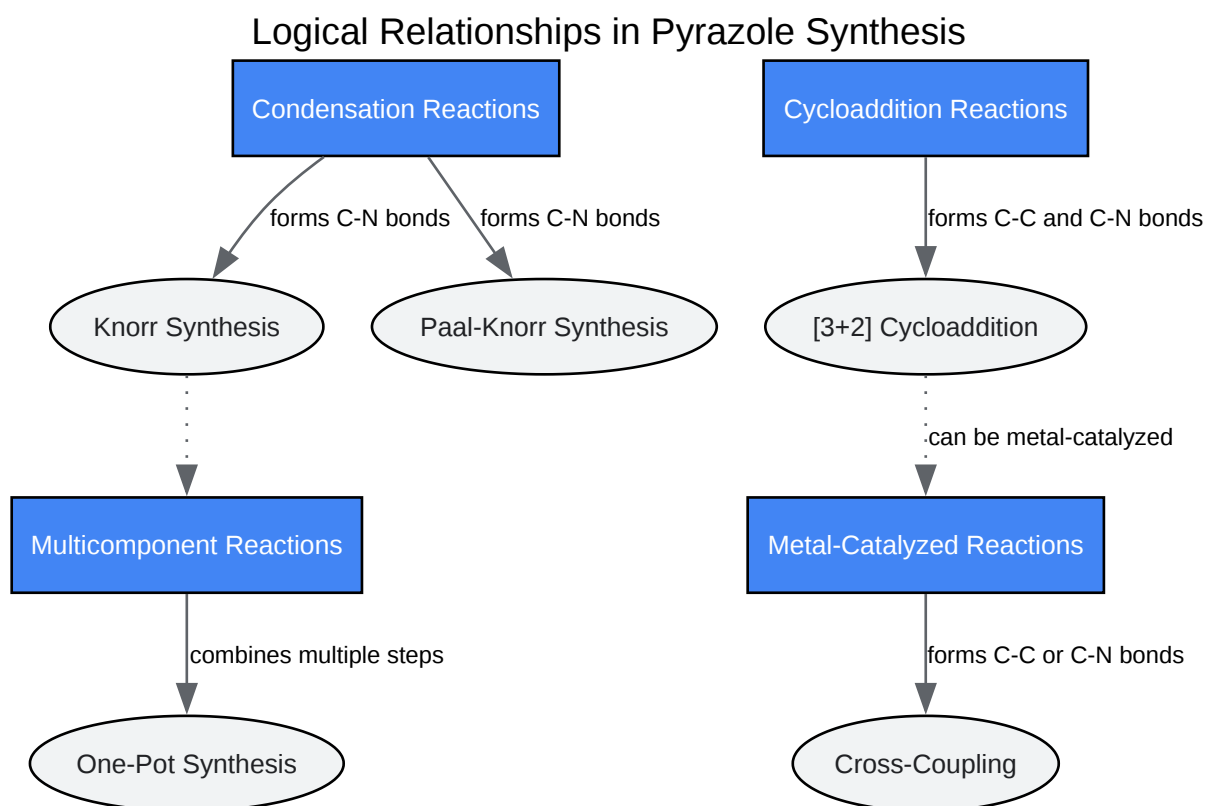 Logical Relationships in Pyrazole Synthesis
Condensation Reactions
Cycloaddition Reactions
forms C-N bonds
forms C-N bonds
forms C-C and C-N bonds
Knorr Synthesis
Paal-Knorr Synthesis
[3+2] Cycloaddition
can be metal-catalyzed
Multicomponent Reactions
Metal-Catalyzed Reactions
combines multiple steps
forms C-C or C-N bonds
One-Pot Synthesis
Cross-Coupling